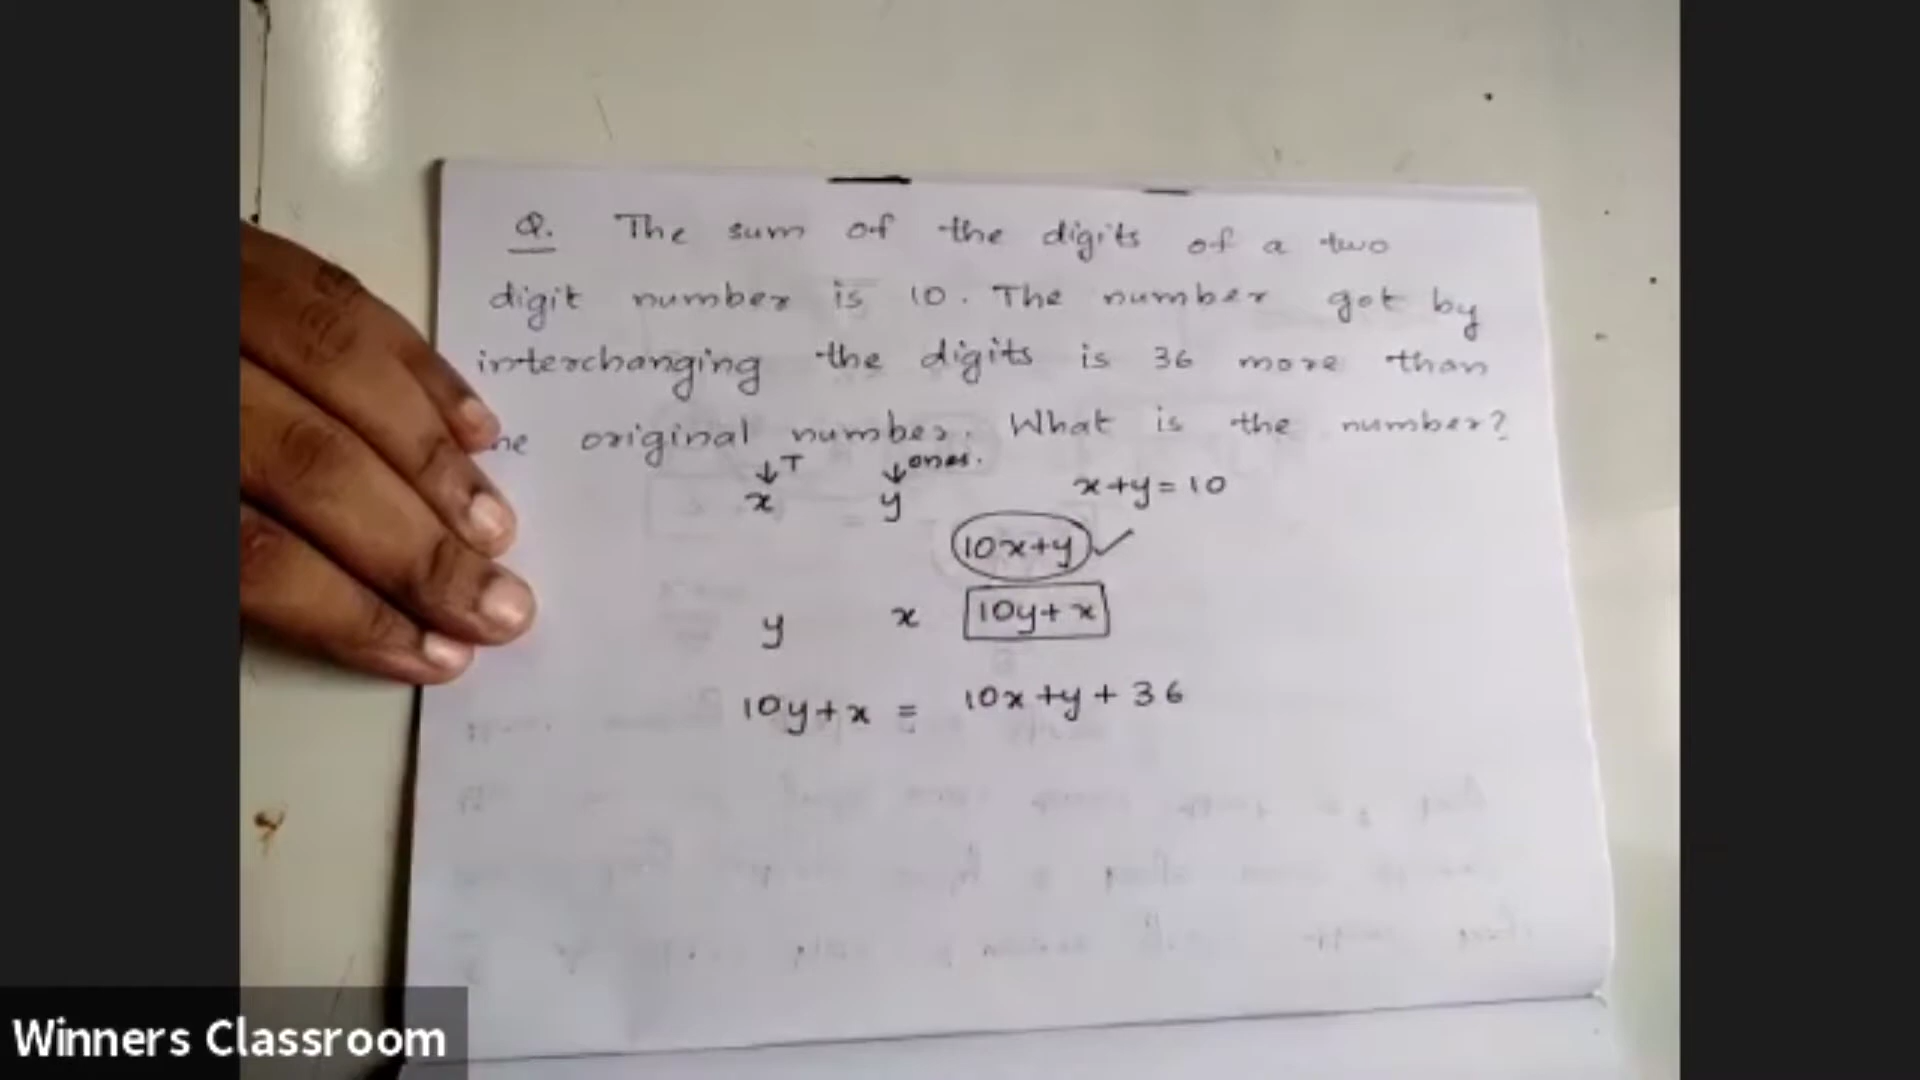 Q. The sum of the digits of a two
digit number is 10. The number got by
interchanging the digits is 36 more than
he original number. What is the number?
↓T ↓ones.
x y x+y=10
10x+y ✓
y x 10y+x
10y+x = 10x+y+36
Winners Classroom